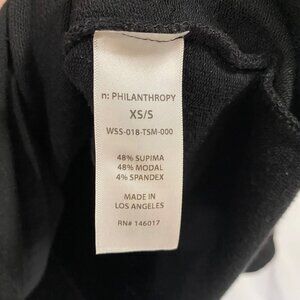 n: PHILANTHROPY
XS/S
WSS-018-TSM-000
48% SUPIMA
48% MODAL
4% SPANDEX
MADE IN
LOS ANGELES
RN# 146017